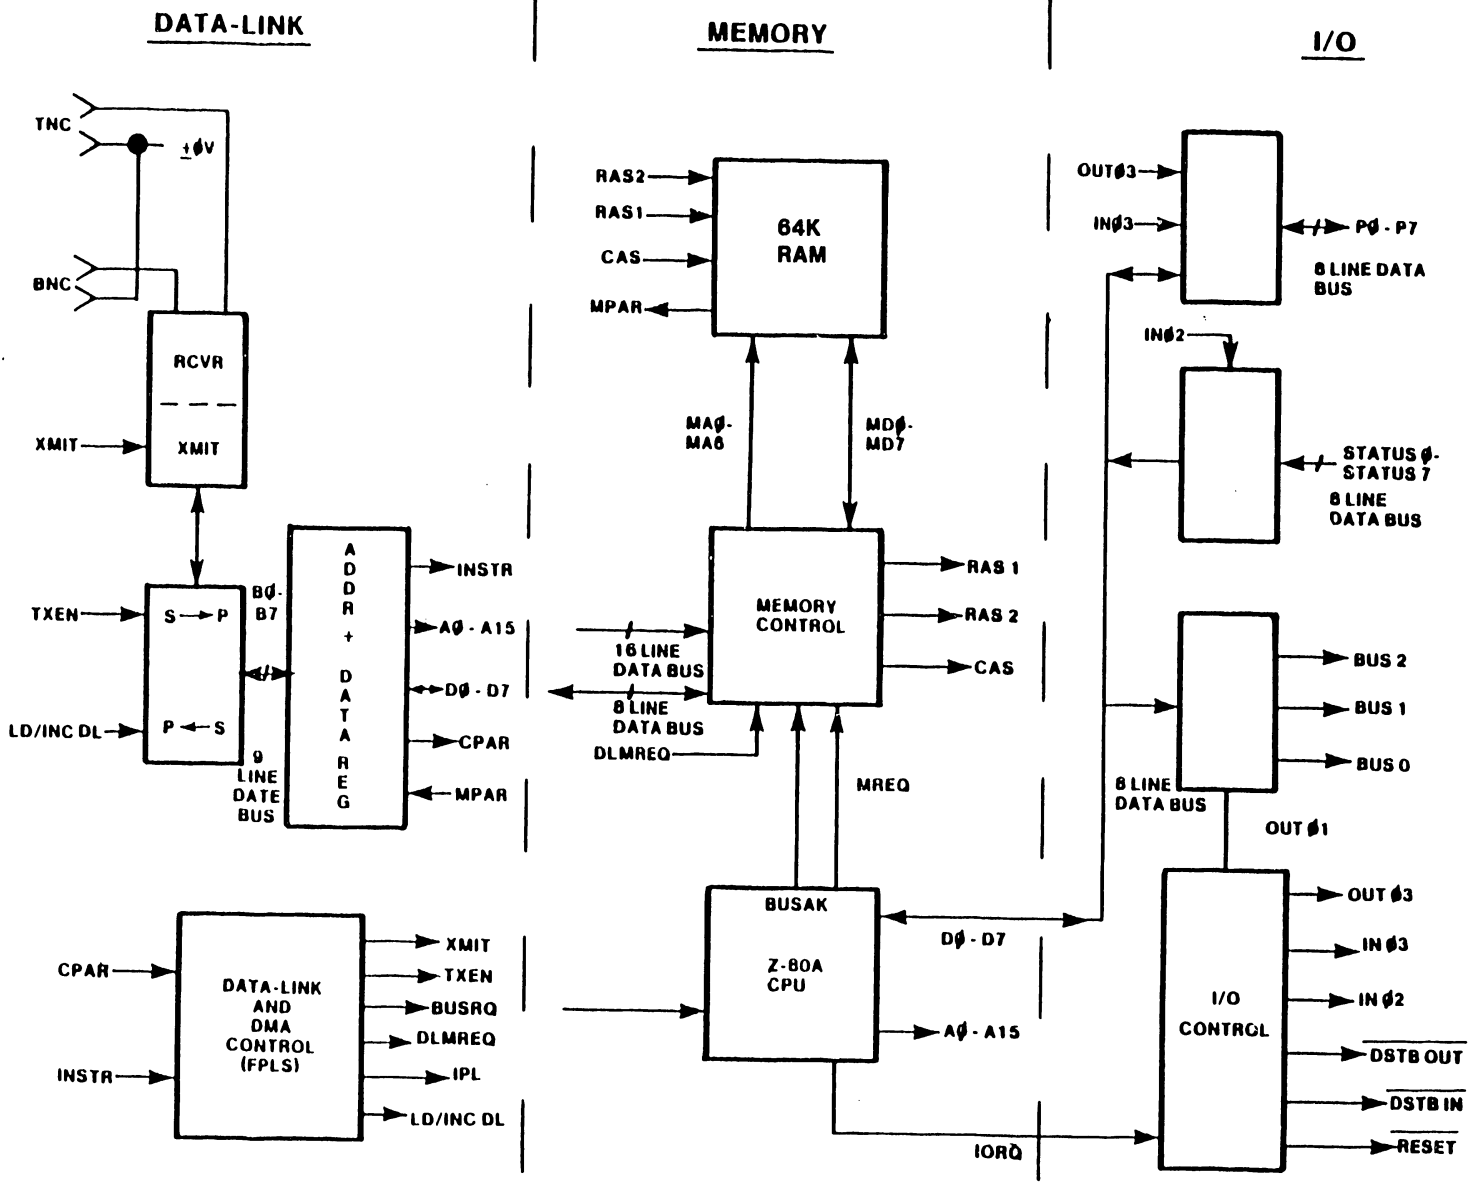 DATA-LINK
TNC
±ØV
BNC
RCVR
XMIT
XMIT
TXEN
S
P
P
S
LD/INC DL
BØ-
B7
9
LINE
DATE
BUS
ADDR
+
DATA
REG
INSTR
AØ - A15
DØ - D7
CPAR
MPAR
CPAR
INSTR
DATA-LINK
AND
DMA
CONTROL
(FPLS)
XMIT
TXEN
BUSRQ
DLMREQ
IPL
LD/INC DL
MEMORY
RAS2
RAS1
CAS
MPAR
64K
RAM
MAØ-
MA6
MDØ-
MD7
16 LINE
DATA BUS
8 LINE
DATA BUS
DLMREQ
MEMORY
CONTROL
RAS 1
RAS 2
CAS
MREQ
BUSAK
Z-80A
CPU
DØ - D7
AØ - A15
IORQ
I/O
OUTØ3
INØ3
PØ - P7
8 LINE DATA
BUS
INØ2
STATUS Ø-
STATUS 7
8 LINE
DATA BUS
BUS 2
BUS 1
BUS 0
8 LINE
DATA BUS
OUT Ø1
I/O
CONTROL
OUT Ø3
IN Ø3
IN Ø2
DSTB OUT
DSTB IN
RESET